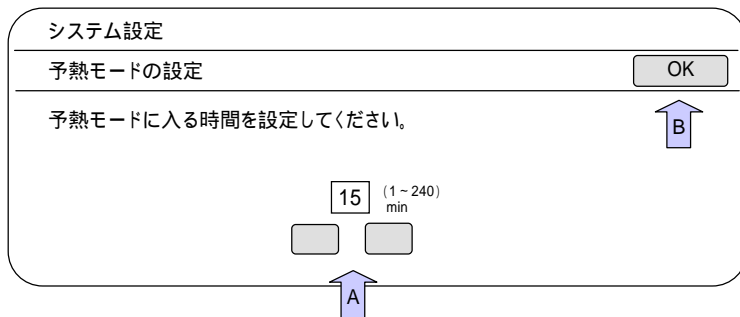 システム設定
予熱モードの設定
OK
予熱モードに入る時間を設定してください。
B
15 (1~240)
min
A